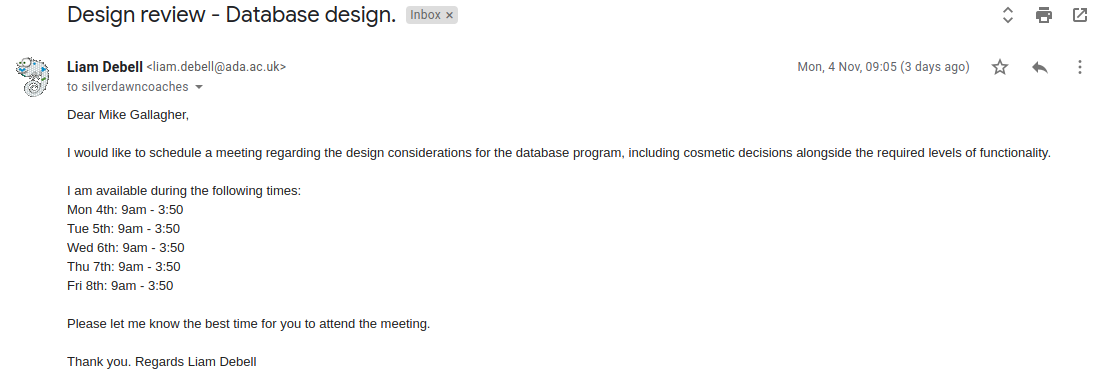 Design review - Database design. Inbox ×
Liam Debell <liam.debell@ada.ac.uk> Mon, 4 Nov, 09:05 (3 days ago)
to silverdawncoaches
Dear Mike Gallagher,
I would like to schedule a meeting regarding the design considerations for the database program, including cosmetic decisions alongside the required levels of functionality.
I am available during the following times:
Mon 4th: 9am - 3:50
Tue 5th: 9am - 3:50
Wed 6th: 9am - 3:50
Thu 7th: 9am - 3:50
Fri 8th: 9am - 3:50
Please let me know the best time for you to attend the meeting.
Thank you. Regards Liam Debell